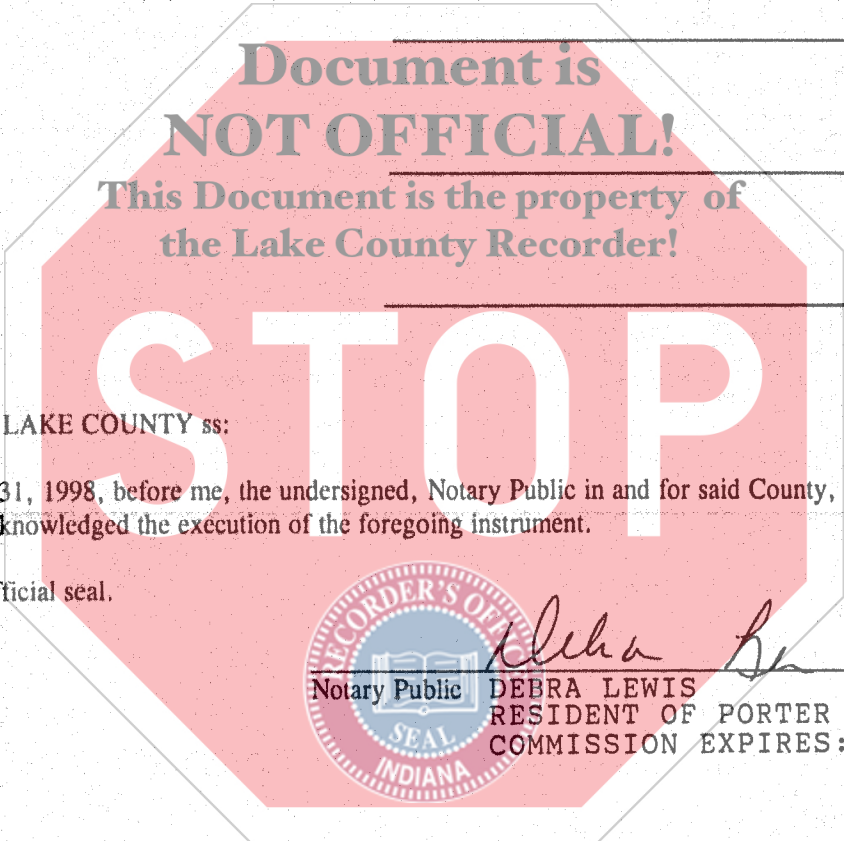 Document is
NOT OFFICIAL!
This Document is the property of
the Lake County Recorder!
STOP
LAKE COUNTY ss:
31, 1998, before me, the undersigned, Notary Public in and for said County,
knowledged the execution of the foregoing instrument.
ficial seal.
RECORDER'S OFFICE
Debra
Notary Public DEBRA LEWIS
RESIDENT OF PORTER
COMMISSION EXPIRES:
SEAL
INDIANA